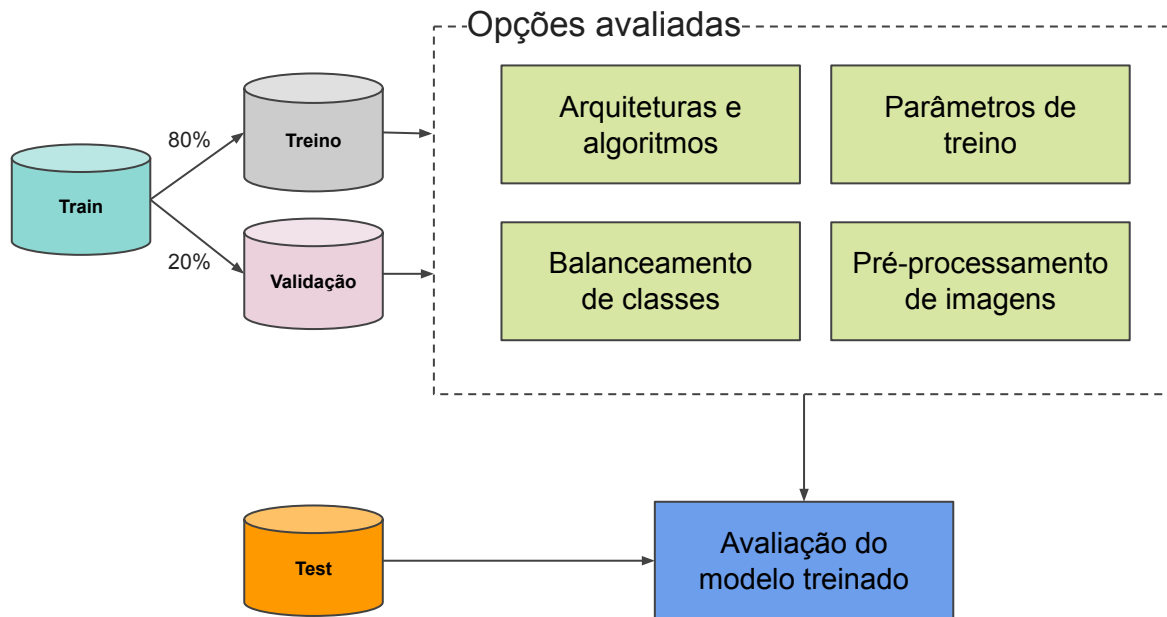 Opções avaliadas
Arquiteturas e
algoritmos
Parâmetros de
treino
80%
Treino
Train
20%
Validação
Balanceamento
de classes
Pré-processamento
de imagens
Test
Avaliação do
modelo treinado